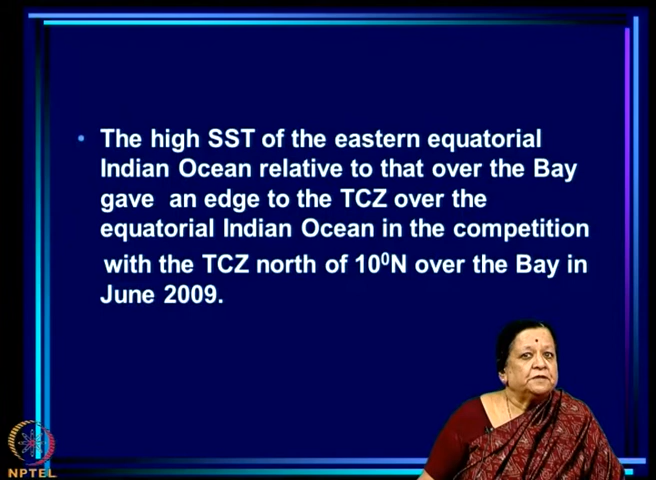 • The high SST of the eastern equatorial
Indian Ocean relative to that over the Bay
gave an edge to the TCZ over the
equatorial Indian Ocean in the competition
with the TCZ north of 10⁰N over the Bay in
June 2009.
NPTEL